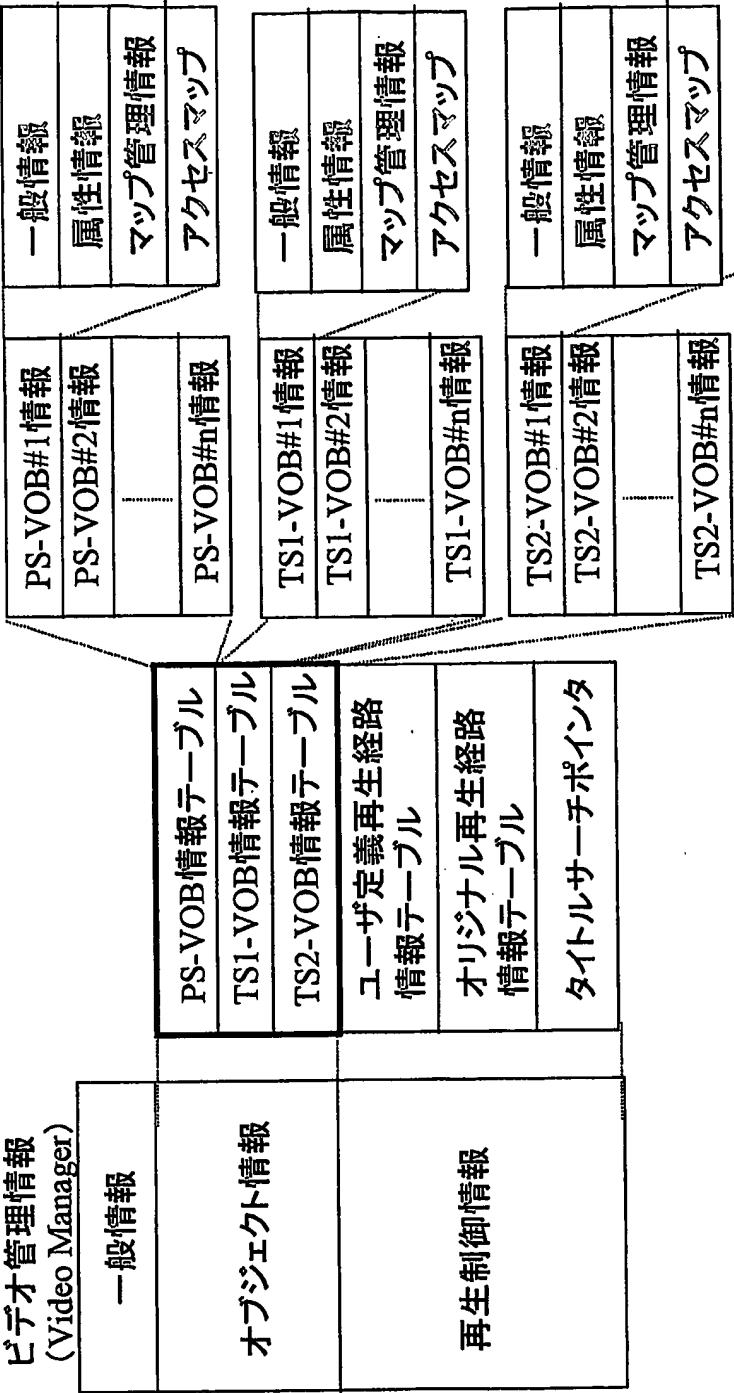 ビデオ管理情報
(Video Manager)
一般情報
オブジェクト情報
再生制御情報
PS-VOB情報テーブル
TS1-VOB情報テーブル
TS2-VOB情報テーブル
ユーザ定義再生経路
情報テーブル
オリジナル再生経路
情報テーブル
タイトルサーチポインタ
PS-VOB#1情報
PS-VOB#2情報
PS-VOB#n情報
TS1-VOB#1情報
TS1-VOB#2情報
TS1-VOB#n情報
TS2-VOB#1情報
TS2-VOB#2情報
TS2-VOB#n情報
一般情報
属性情報
マップ管理情報
アクセスマップ
一般情報
属性情報
マップ管理情報
アクセスマップ
一般情報
属性情報
マップ管理情報
アクセスマップ